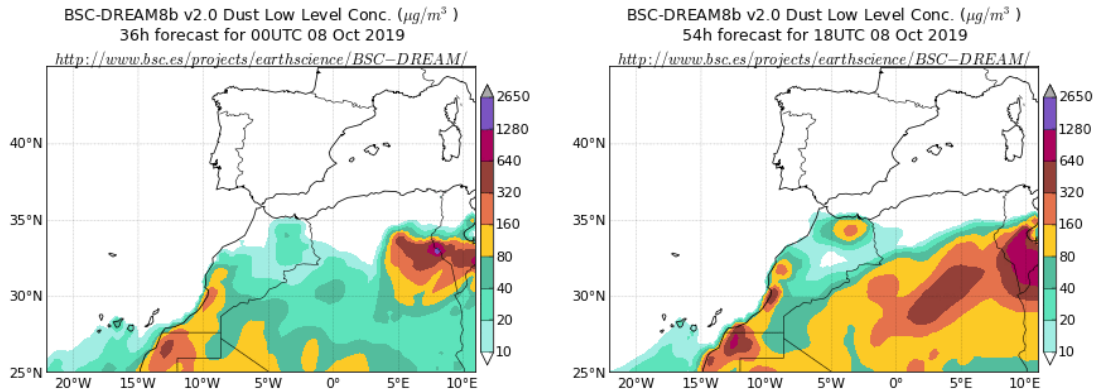 BSC-DREAM8b v2.0 Dust Low Level Conc. (μg/m³ )
36h forecast for 00UTC 08 Oct 2019
http://www.bsc.es/projects/earthscience/BSC−DREAM/
40°N
35°N
30°N
25°N
20°W
15°W
10°W
5°W
0°
5°E
10°E
2650
1280
640
320
160
80
40
20
10
BSC-DREAM8b v2.0 Dust Low Level Conc. (μg/m³ )
54h forecast for 18UTC 08 Oct 2019
http://www.bsc.es/projects/earthscience/BSC−DREAM/
40°N
35°N
30°N
25°N
20°W
15°W
10°W
5°W
0°
5°E
10°E
2650
1280
640
320
160
80
40
20
10